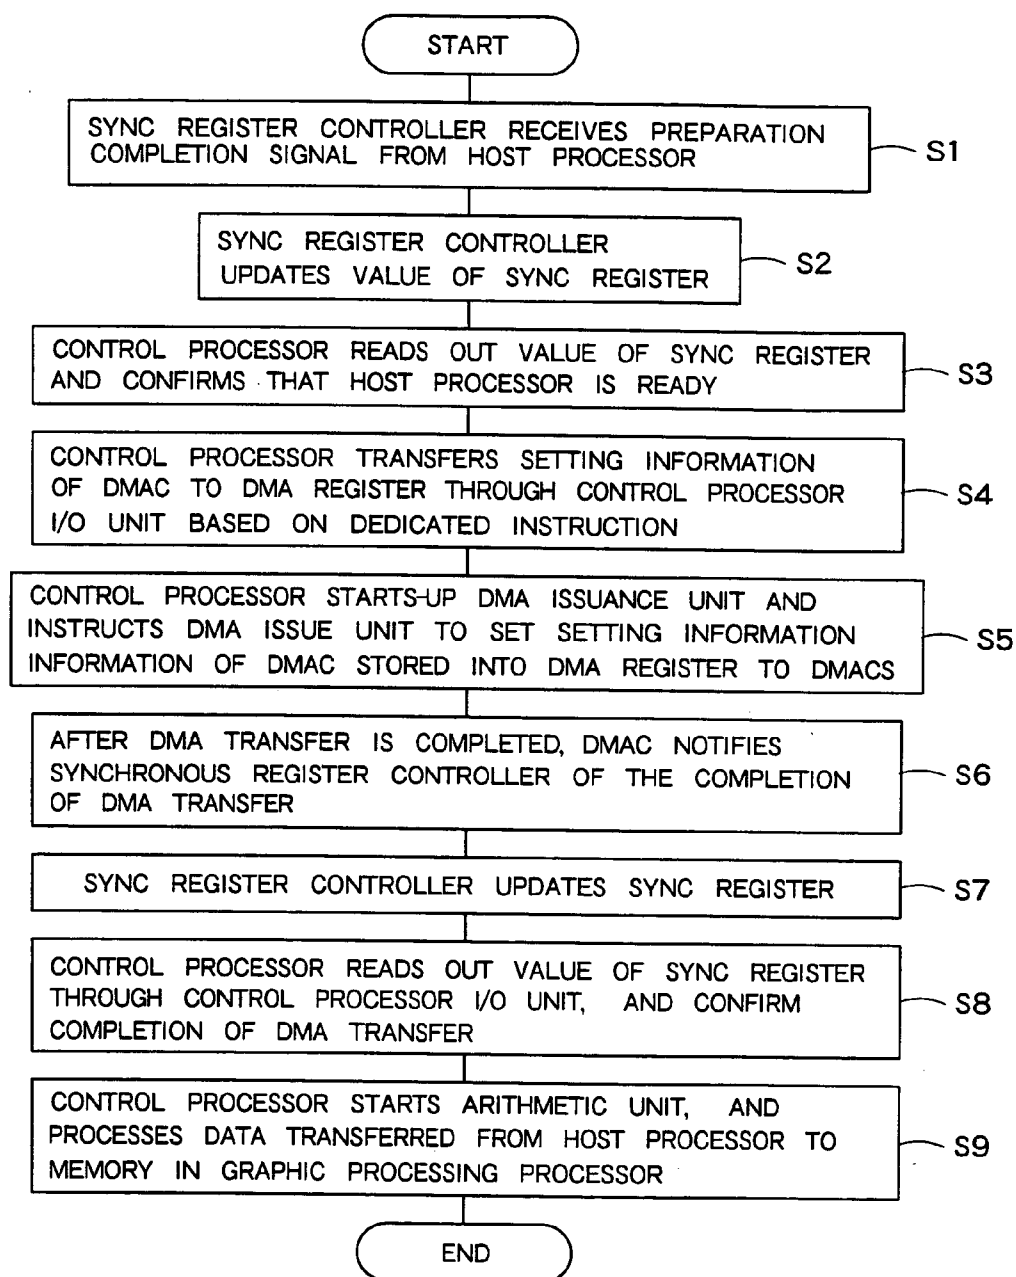 START
SYNC REGISTER CONTROLLER RECEIVES PREPARATION
COMPLETION SIGNAL FROM HOST PROCESSOR
S1
SYNC REGISTER CONTROLLER
UPDATES VALUE OF SYNC REGISTER
S2
CONTROL PROCESSOR READS OUT VALUE OF SYNC REGISTER
AND CONFIRMS THAT HOST PROCESSOR IS READY
S3
CONTROL PROCESSOR TRANSFERS SETTING INFORMATION
OF DMAC TO DMA REGISTER THROUGH CONTROL PROCESSOR
I/O UNIT BASED ON DEDICATED INSTRUCTION
S4
CONTROL PROCESSOR STARTS-UP DMA ISSUANCE UNIT AND
INSTRUCTS DMA ISSUE UNIT TO SET SETTING INFORMATION
INFORMATION OF DMAC STORED INTO DMA REGISTER TO DMACS
S5
AFTER DMA TRANSFER IS COMPLETED, DMAC NOTIFIES
SYNCHRONOUS REGISTER CONTROLLER OF THE COMPLETION
OF DMA TRANSFER
S6
SYNC REGISTER CONTROLLER UPDATES SYNC REGISTER
S7
CONTROL PROCESSOR READS OUT VALUE OF SYNC REGISTER
THROUGH CONTROL PROCESSOR I/O UNIT, AND CONFIRM
COMPLETION OF DMA TRANSFER
S8
CONTROL PROCESSOR STARTS ARITHMETIC UNIT, AND
PROCESSES DATA TRANSFERRED FROM HOST PROCESSOR TO
MEMORY IN GRAPHIC PROCESSING PROCESSOR
S9
END